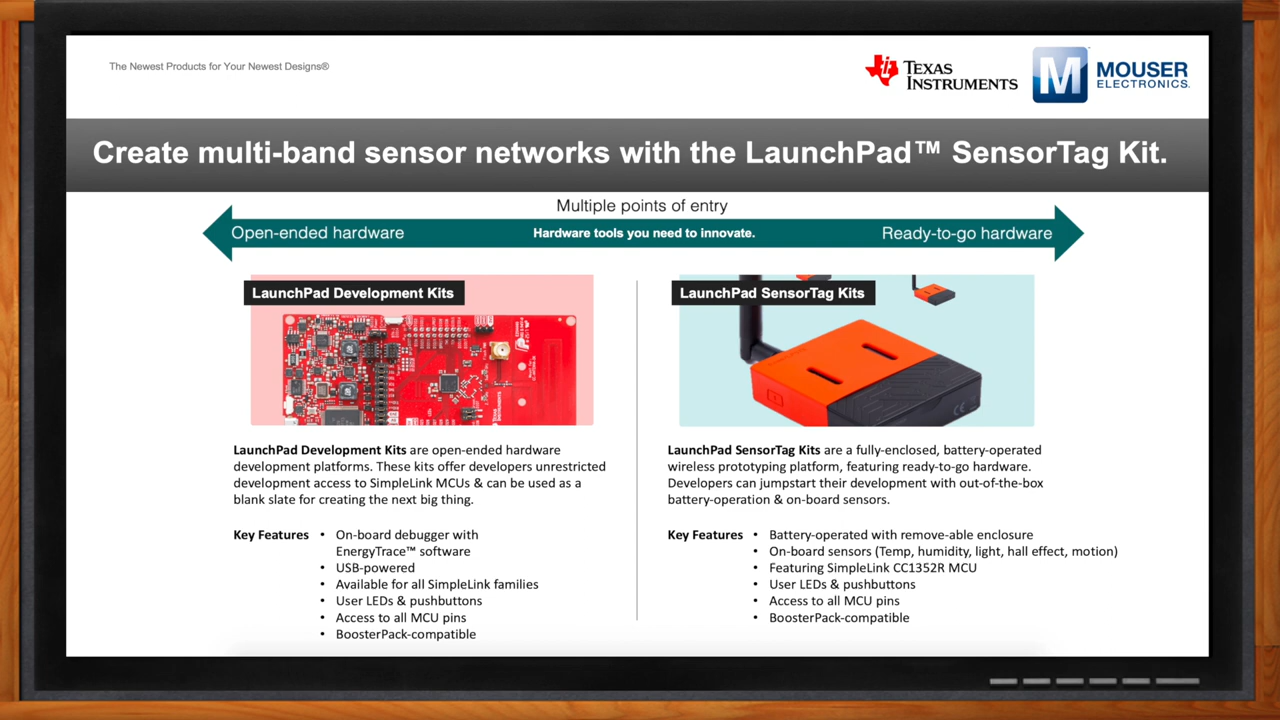 The Newest Products for Your Newest Designs®
TEXAS
INSTRUMENTS
M
MOUSER
ELECTRONICS.
Create multi-band sensor networks with the LaunchPad™ SensorTag Kit.
Multiple points of entry
Open-ended hardware
Hardware tools you need to innovate.
Ready-to-go hardware
LaunchPad Development Kits
LaunchPad Development Kits are open-ended hardware
development platforms. These kits offer developers unrestricted
development access to SimpleLink MCUs & can be used as a
blank slate for creating the next big thing.
Key Features • On-board debugger with
EnergyTrace™ software
• USB-powered
• Available for all SimpleLink families
• User LEDs & pushbuttons
• Access to all MCU pins
• BoosterPack-compatible
LaunchPad SensorTag Kits
CE
LaunchPad SensorTag Kits are a fully-enclosed, battery-operated
wireless prototyping platform, featuring ready-to-go hardware.
Developers can jumpstart their development with out-of-the-box
battery-operation & on-board sensors.
Key Features • Battery-operated with remove-able enclosure
• On-board sensors (Temp, humidity, light, hall effect, motion)
• Featuring SimpleLink CC1352R MCU
• User LEDs & pushbuttons
• Access to all MCU pins
• BoosterPack-compatible